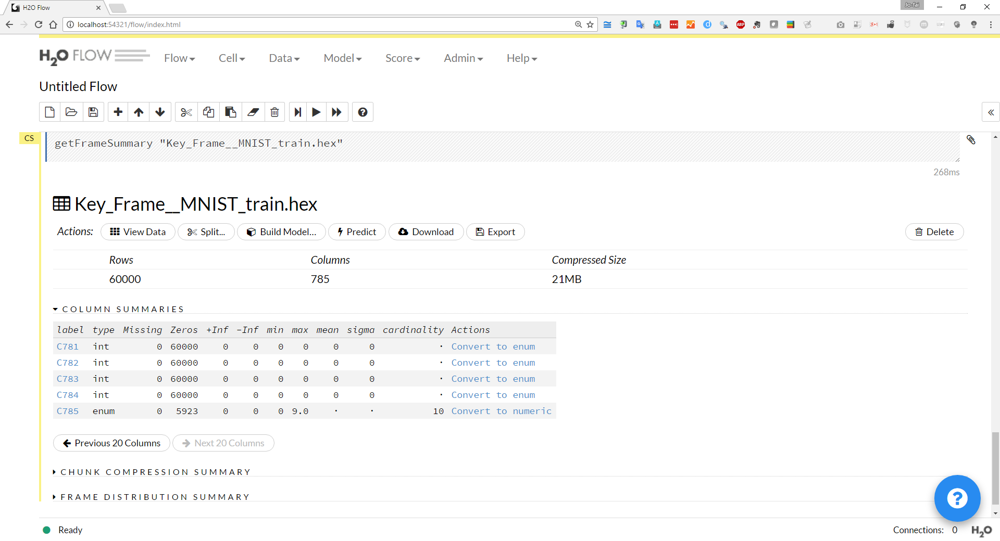 H2O Flow
Jo-fai
localhost:54321/flow/index.html
H2O FLOW Flow Cell Data Model Score Admin Help
Untitled Flow
CS
getFrameSummary "Key_Frame__MNIST_train.hex"
268ms
Key_Frame__MNIST_train.hex
Actions: View Data Split... Build Model... Predict Download Export Delete
Rows Columns Compressed Size
60000 785 21MB
COLUMN SUMMARIES
label type Missing Zeros +Inf -Inf min max mean sigma cardinality Actions
C781 int 0 60000 0 0 0 0 0 0 · Convert to enum
C782 int 0 60000 0 0 0 0 0 0 · Convert to enum
C783 int 0 60000 0 0 0 0 0 0 · Convert to enum
C784 int 0 60000 0 0 0 0 0 0 · Convert to enum
C785 enum 0 5923 0 0 0 9.0 · · 10 Convert to numeric
Previous 20 Columns Next 20 Columns
CHUNK COMPRESSION SUMMARY
FRAME DISTRIBUTION SUMMARY
Ready Connections: 0 H2O